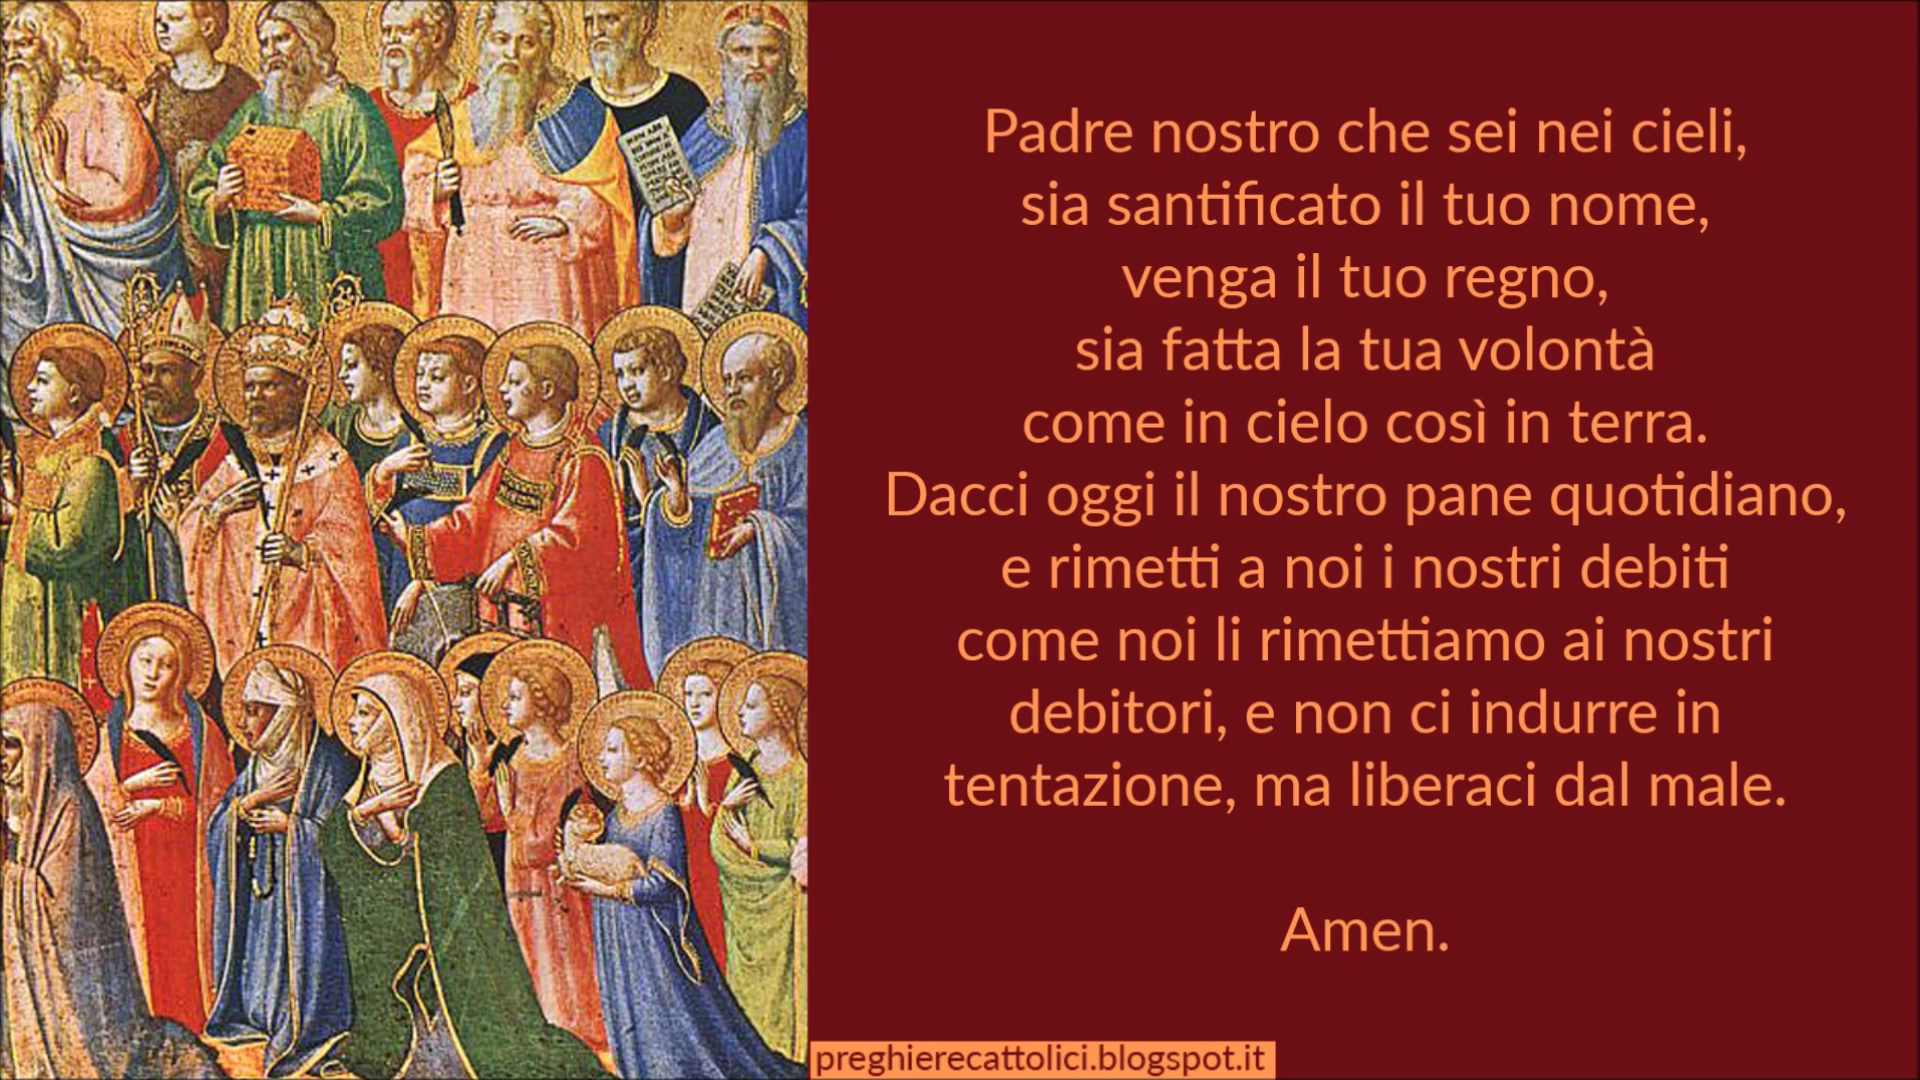 Padre nostro che sei nei cieli,
sia santificato il tuo nome,
venga il tuo regno,
sia fatta la tua volontà
come in cielo così in terra.
Dacci oggi il nostro pane quotidiano,
e rimetti a noi i nostri debiti
come noi li rimettiamo ai nostri
debitori, e non ci indurre in
tentazione, ma liberaci dal male.
Amen.
preghierecattolici.blogspot.it